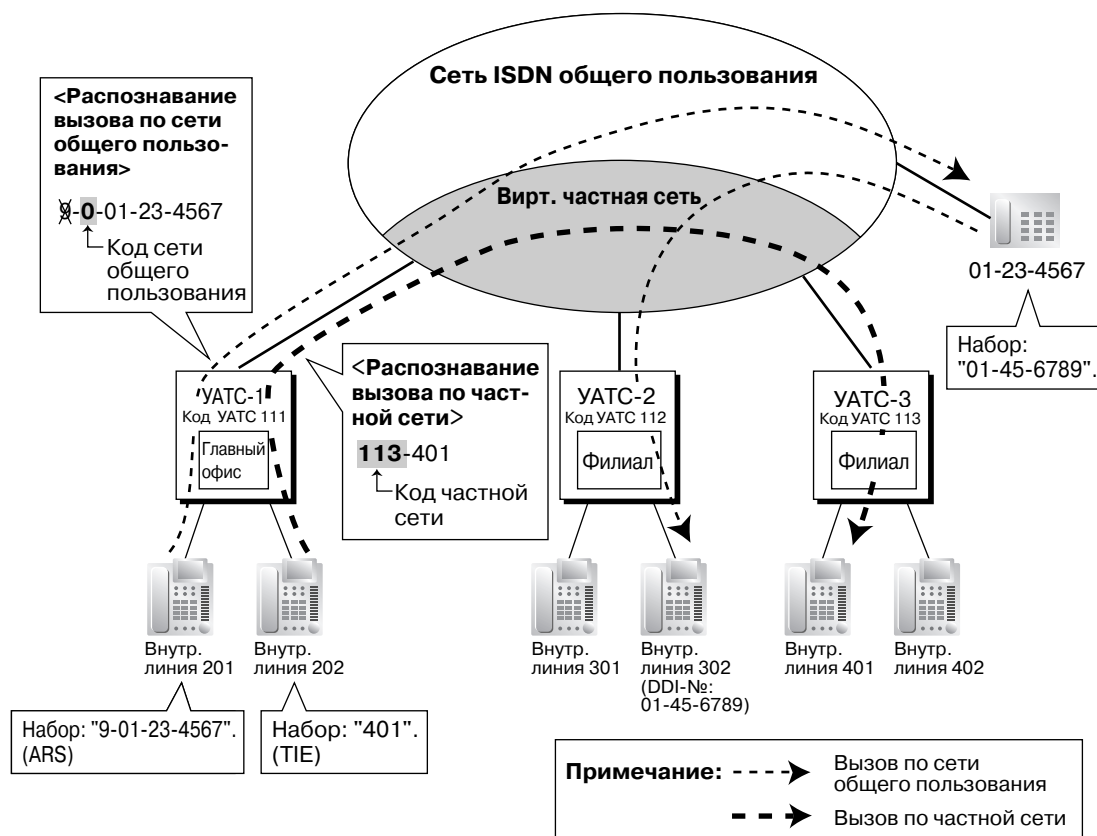 Сеть ISDN общего пользования
<Распознавание
вызова по сети
общего пользо-
вания>
9-0-01-23-4567
Код сети
общего
пользования
Вирт. частная сеть
01-23-4567
Набор:
"01-45-6789".
<Распознавание
вызова по част-
ной сети>
113-401
Код частной
сети
УАТС-1
Код УАТС 111
Главный
офис
УАТС-2
Код УАТС 112
Филиал
УАТС-3
Код УАТС 113
Филиал
Внутр.
линия 201
Внутр.
линия 202
Внутр.
линия 301
Внутр.
линия 302
(DDI-№:
01-45-6789)
Внутр.
линия 401
Внутр.
линия 402
Набор: "9-01-23-4567".
(ARS)
Набор: "401".
(TIE)
Примечание:
Вызов по сети
общего пользования
Вызов по частной сети